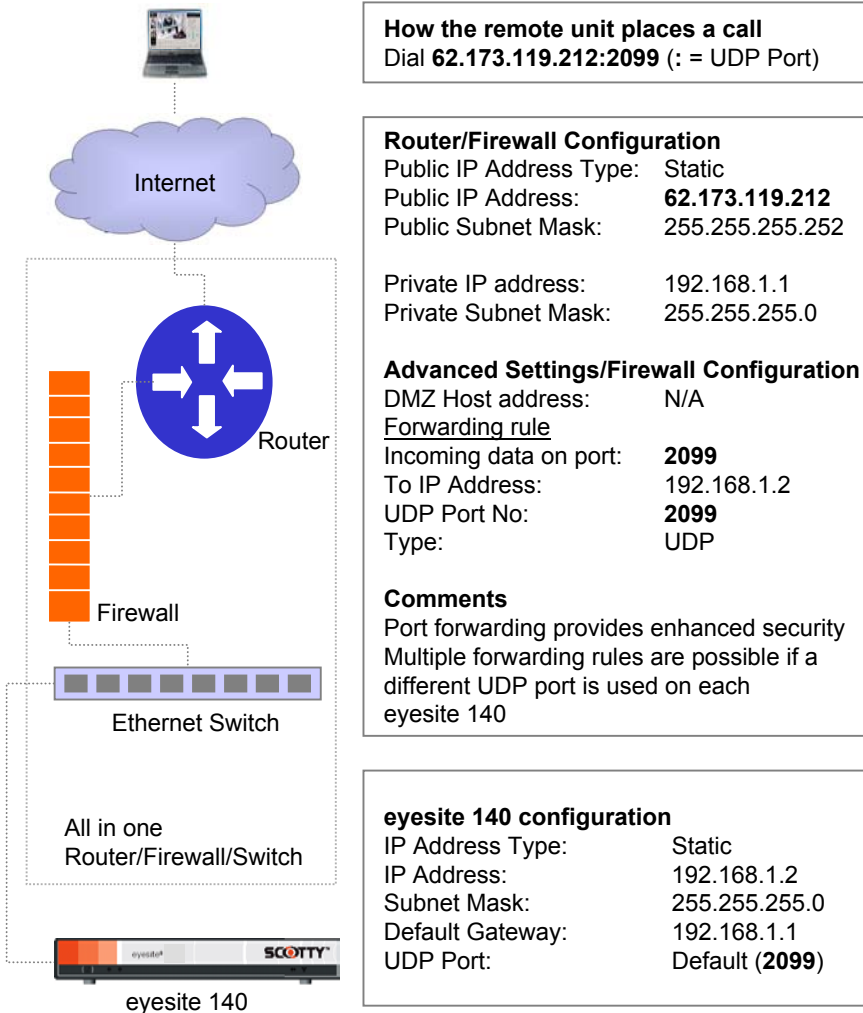 How the remote unit places a call
Dial 62.173.119.212:2099 (: = UDP Port)
Internet
Router/Firewall Configuration
Public IP Address Type: Static
Public IP Address: 62.173.119.212
Public Subnet Mask: 255.255.255.252
Private IP address: 192.168.1.1
Private Subnet Mask: 255.255.255.0
Advanced Settings/Firewall Configuration
DMZ Host address: N/A
Forwarding rule
Incoming data on port: 2099
To IP Address: 192.168.1.2
UDP Port No: 2099
Type: UDP
Comments
Port forwarding provides enhanced security
Multiple forwarding rules are possible if a
different UDP port is used on each
eyesite 140
Router
Firewall
Ethernet Switch
All in one
Router/Firewall/Switch
eyesite 140 configuration
IP Address Type: Static
IP Address: 192.168.1.2
Subnet Mask: 255.255.255.0
Default Gateway: 192.168.1.1
UDP Port: Default (2099)
eyesite®
SCOTTY™
eyesite 140